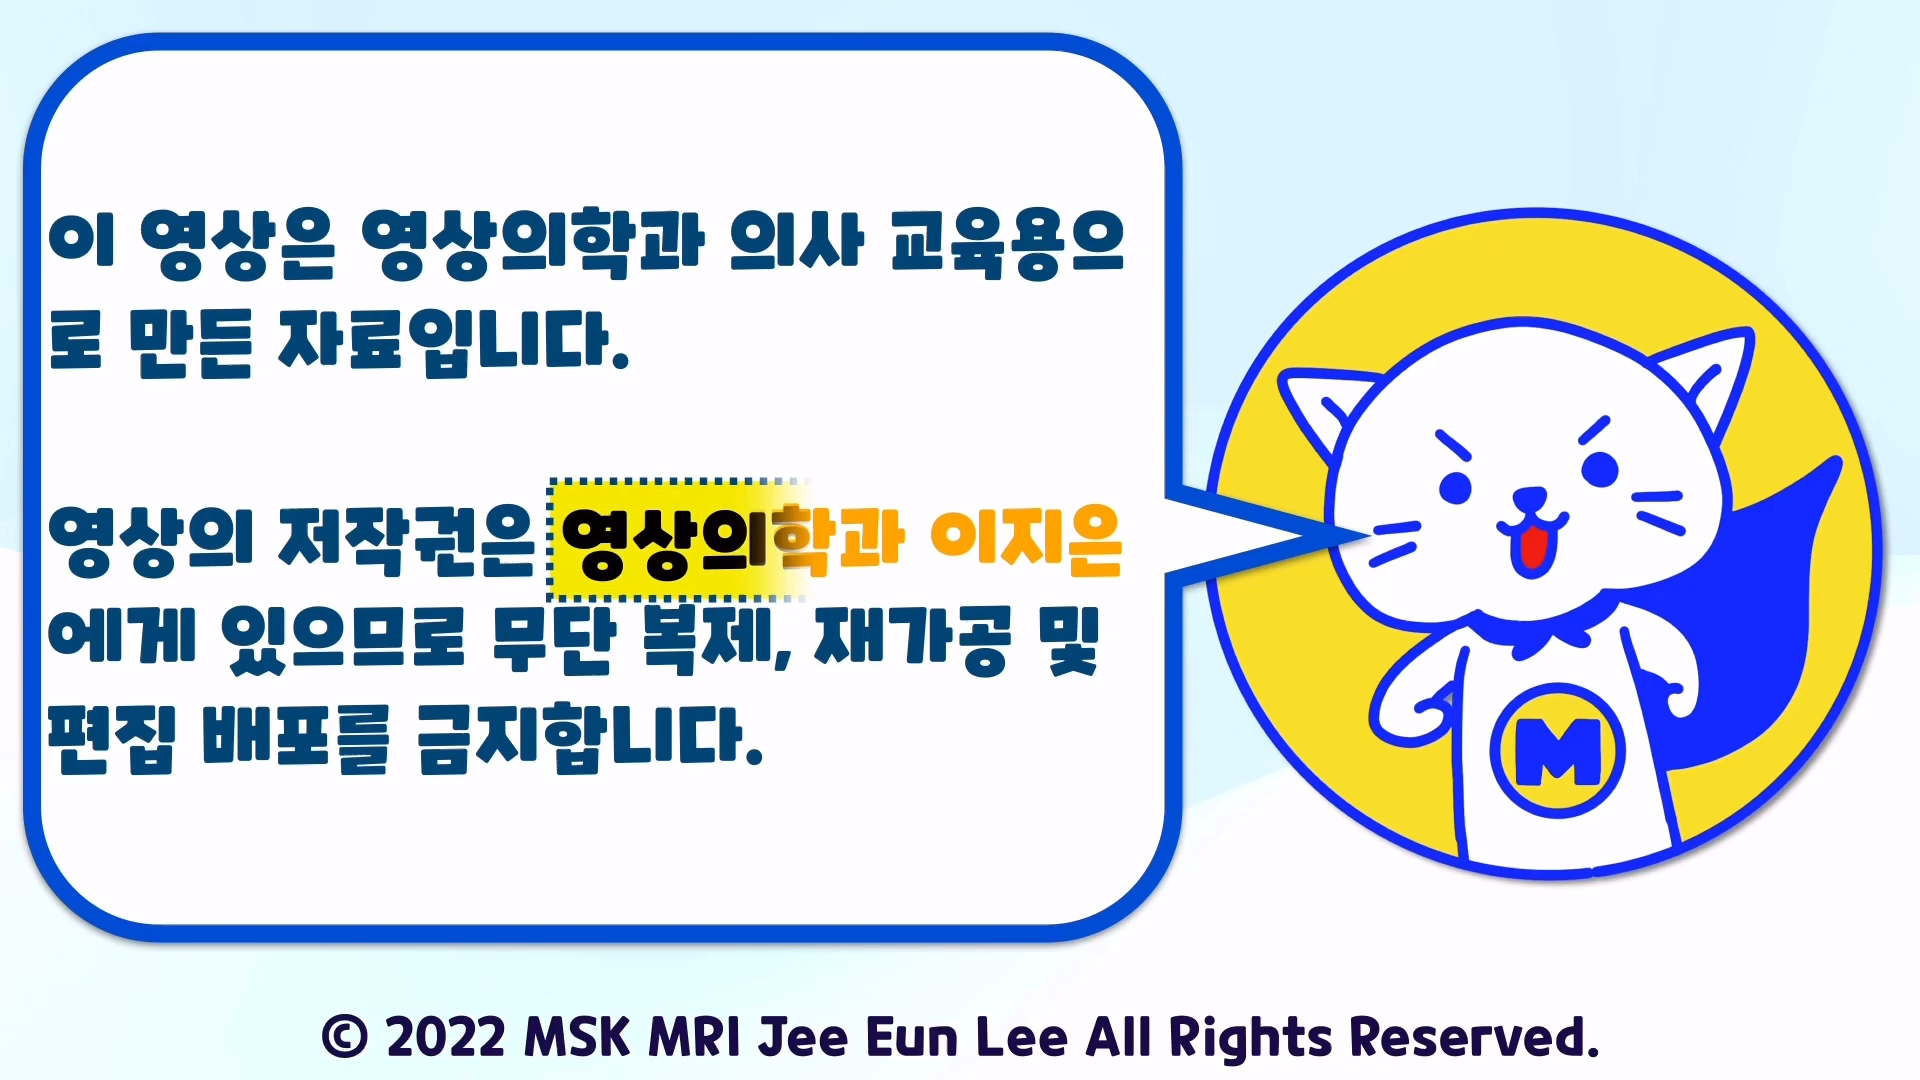 이 영상은 영상의학과 의사 교육용으
로 만든 자료입니다.
영상의 저작권은 영상의학과 이지은
에게 있으므로 무단 복제, 재가공 및
편집 배포를 금지합니다.
M
© 2022 MSK MRI Jee Eun Lee All Rights Reserved.